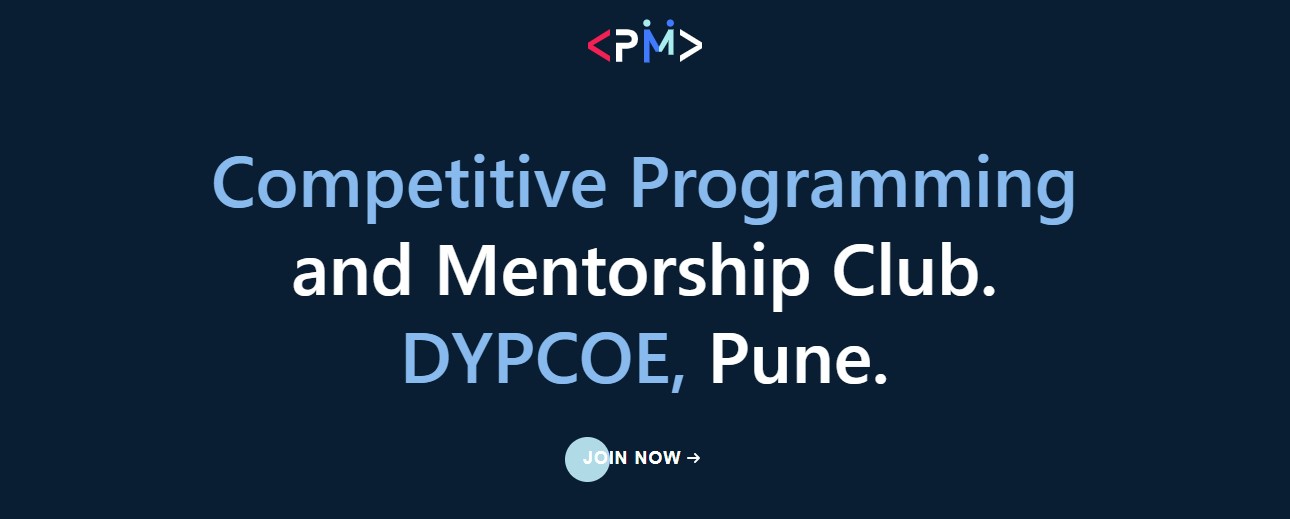 <PM>
Competitive Programming
and Mentorship Club.
DYPCOE, Pune.
JOIN NOW →